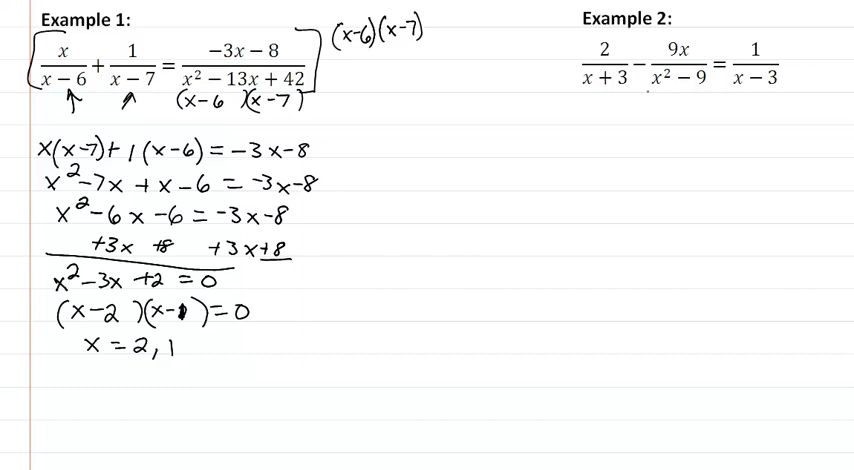 Example 1:
[x/(x − 6) + 1/(x − 7) = (−3x − 8)/(x² − 13x + 42)] (x-6)(x-7)
(x-6)(x-7)
x(x-7)+1(x-6)=-3x-8
x²-7x+x-6=-3x-8
x²-6x-6=-3x-8
+3x +8 +3x+8
x²-3x+2=0
(x-2)(x-1)=0
x=2,1
Example 2:
2/(x + 3) − 9x/(x² − 9) = 1/(x − 3)